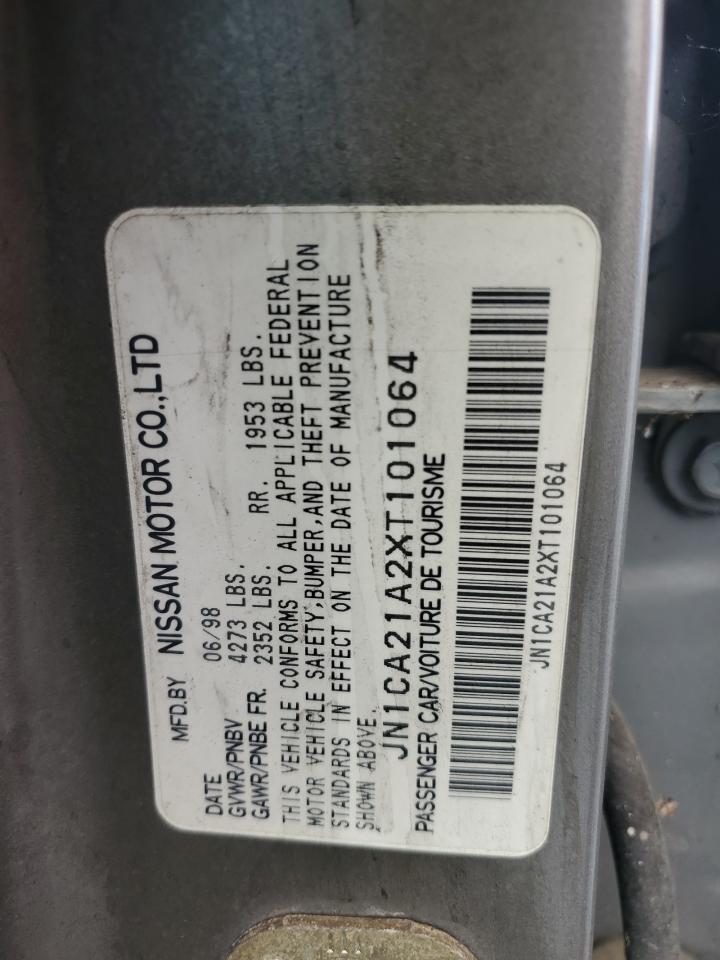 MFD.BY NISSAN MOTOR CO.,LTD
DATE 06/98
GVWR/PNBV 4273 LBS.
GAWR/PNBE FR. 2352 LBS. RR. 1953 LBS.
THIS VEHICLE CONFORMS TO ALL APPLICABLE FEDERAL
MOTOR VEHICLE SAFETY,BUMPER,AND THEFT PREVENTION
STANDARDS IN EFFECT ON THE DATE OF MANUFACTURE
SHOWN ABOVE.
JN1CA21A2XT101064
PASSENGER CAR/VOITURE DE TOURISME
JN1CA21A2XT101064